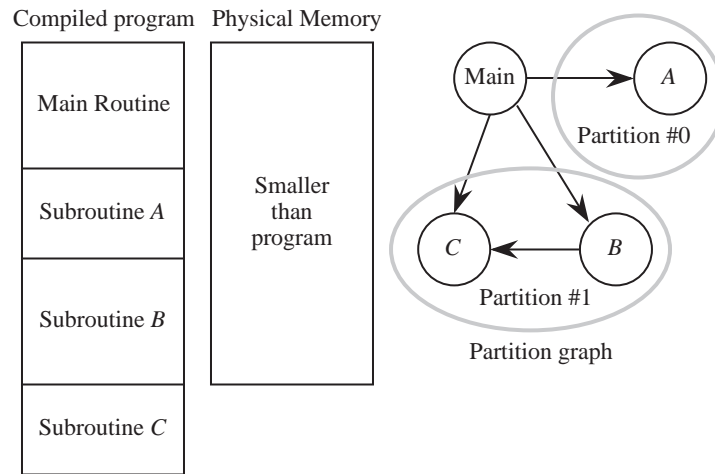 Compiled program
Main Routine
Subroutine A
Subroutine B
Subroutine C
Physical Memory
Smaller
than
program
Main
A
Partition #0
C
B
Partition #1
Partition graph